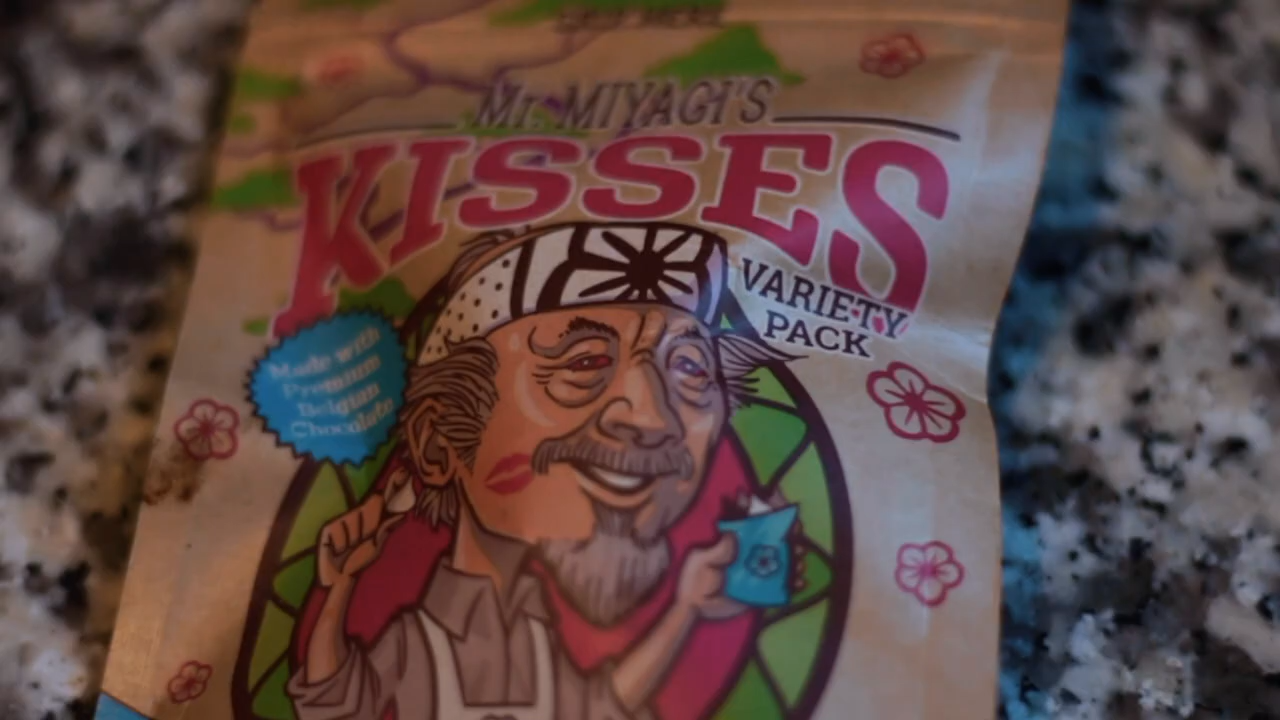 Mr. MIYAGI'S
KISSES
VARIETY
PACK
Made with
Premium
Belgian
Chocolate